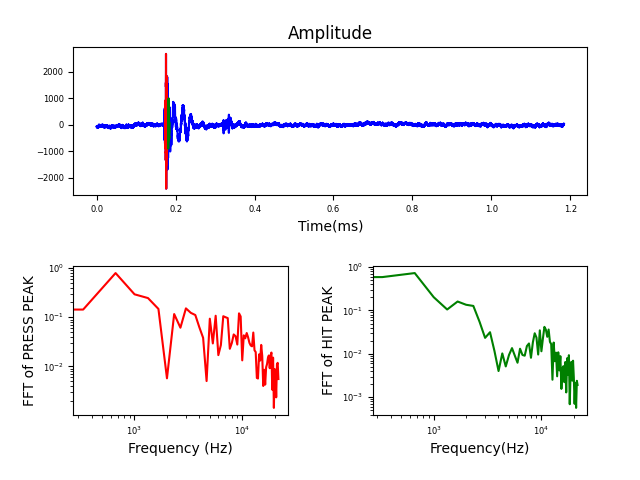 Amplitude
2000
1000
0
−1000
−2000
0.0 0.2 0.4 0.6 0.8 1.0 1.2
Time(ms)
FFT of PRESS PEAK
10⁰
10⁻¹
10⁻²
10³ 10⁴
Frequency (Hz)
FFT of HIT PEAK
10⁰
10⁻¹
10⁻²
10⁻³
10³ 10⁴
Frequency(Hz)